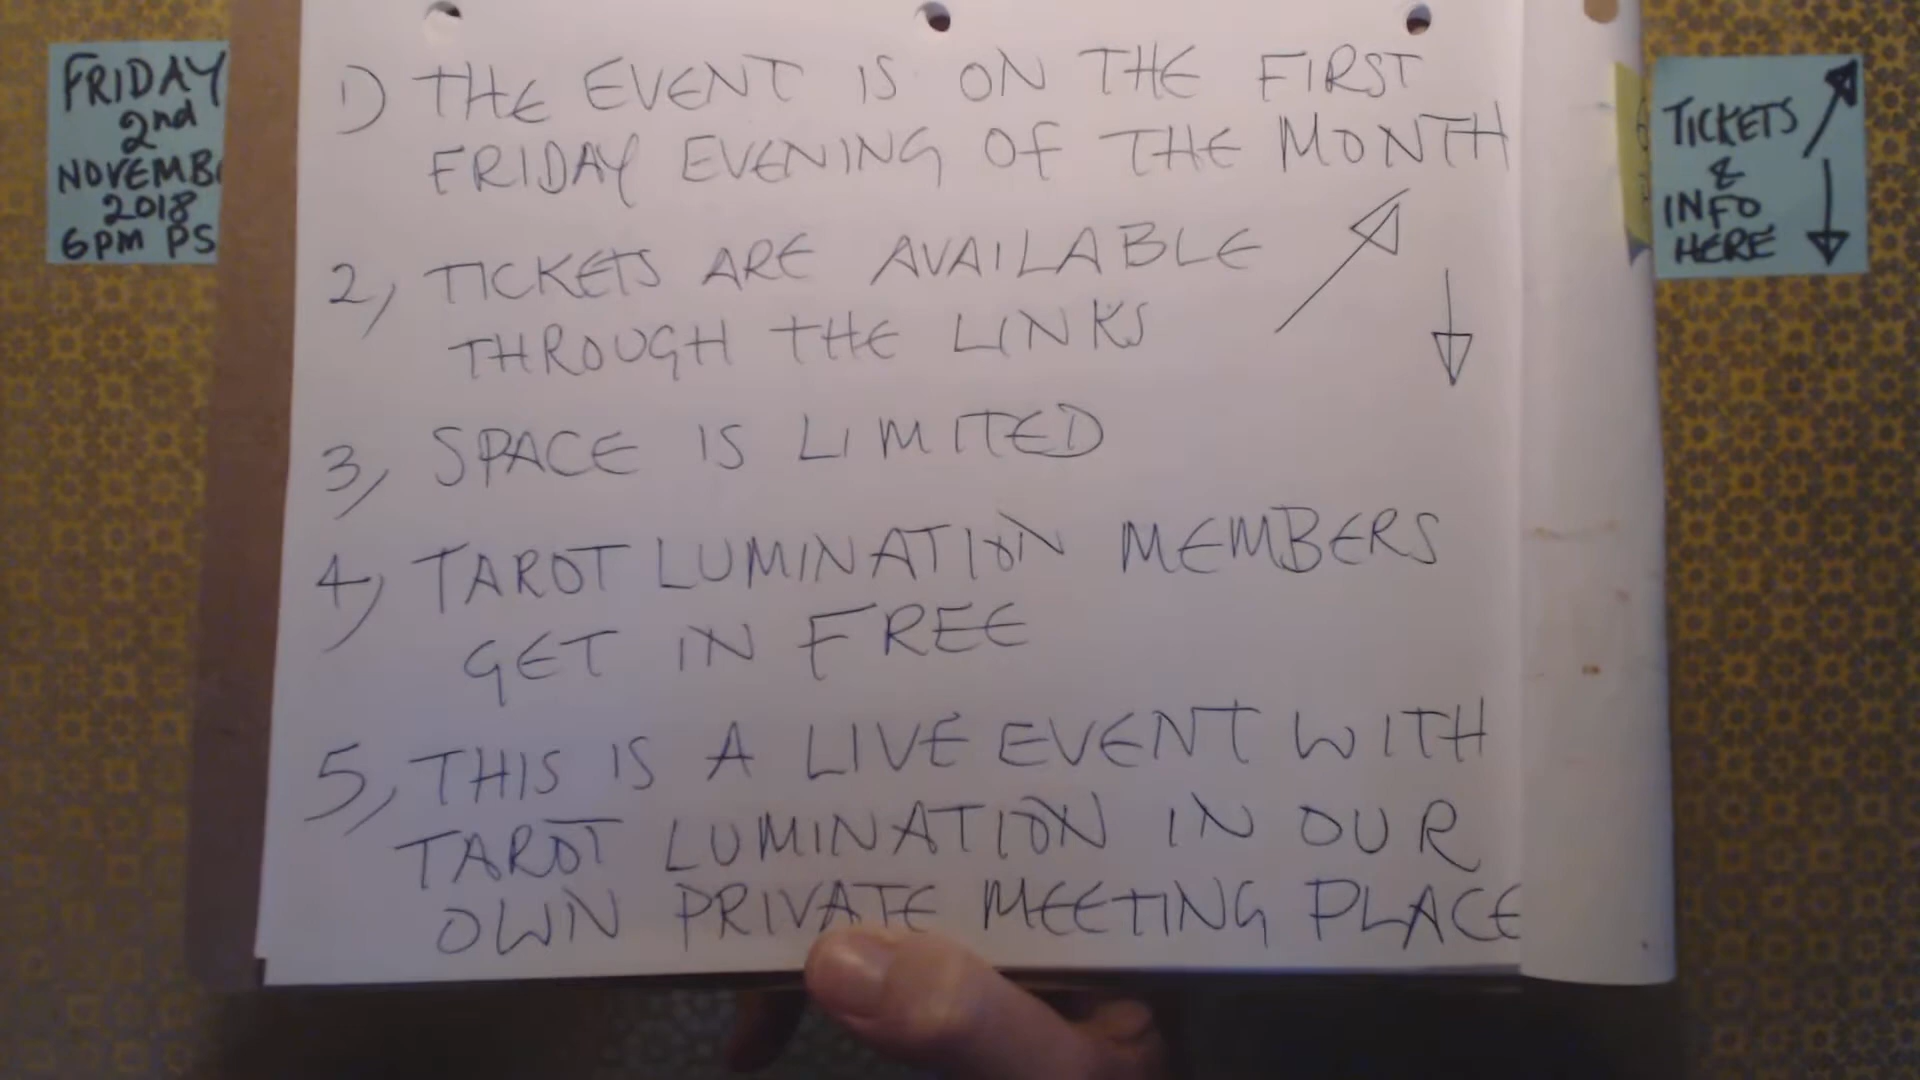 FRIDAY
2nd
NOVEMB
2018
6PM PS
1) THE EVENT IS ON THE FIRST
FRIDAY EVENING OF THE MONTH
2, TICKETS ARE AVAILABLE
THROUGH THE LINKS
3, SPACE IS LIMITED
4, TAROT LUMINATION MEMBERS
GET IN FREE
5, THIS IS A LIVE EVENT WITH
TAROT LUMINATION IN OUR
OWN PRIVATE MEETING PLACE
TICKETS
&
INFO
HERE